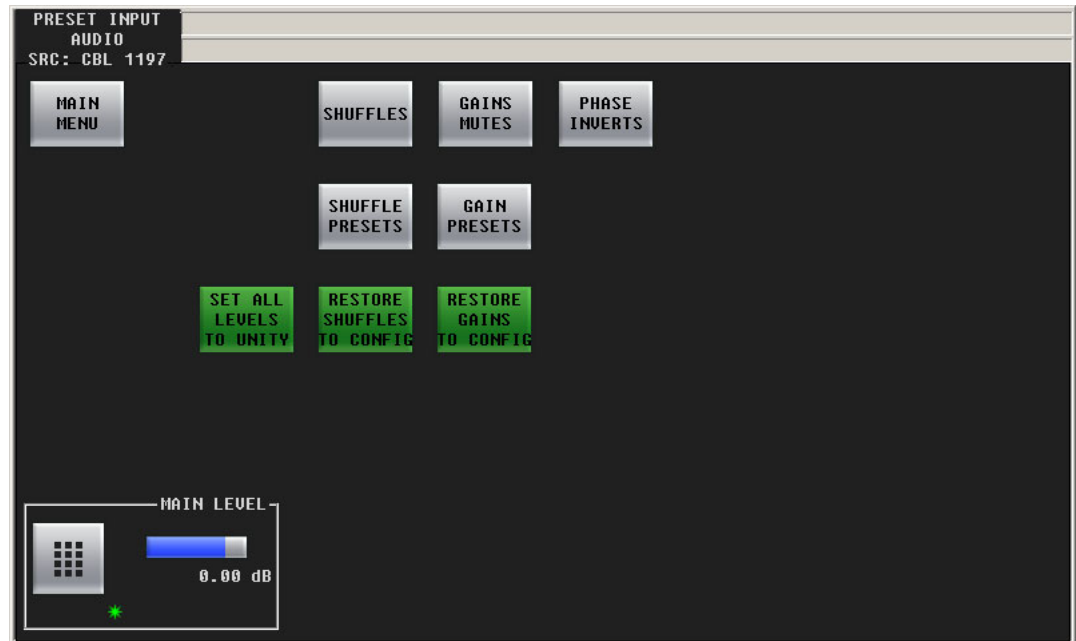 PRESET INPUT
AUDIO
SRC: CBL 1197
MAIN
MENU
SHUFFLES
GAINS
MUTES
PHASE
INVERTS
SHUFFLE
PRESETS
GAIN
PRESETS
SET ALL
LEVELS
TO UNITY
RESTORE
SHUFFLES
TO CONFIG
RESTORE
GAINS
TO CONFIG
MAIN LEVEL
0.00 dB